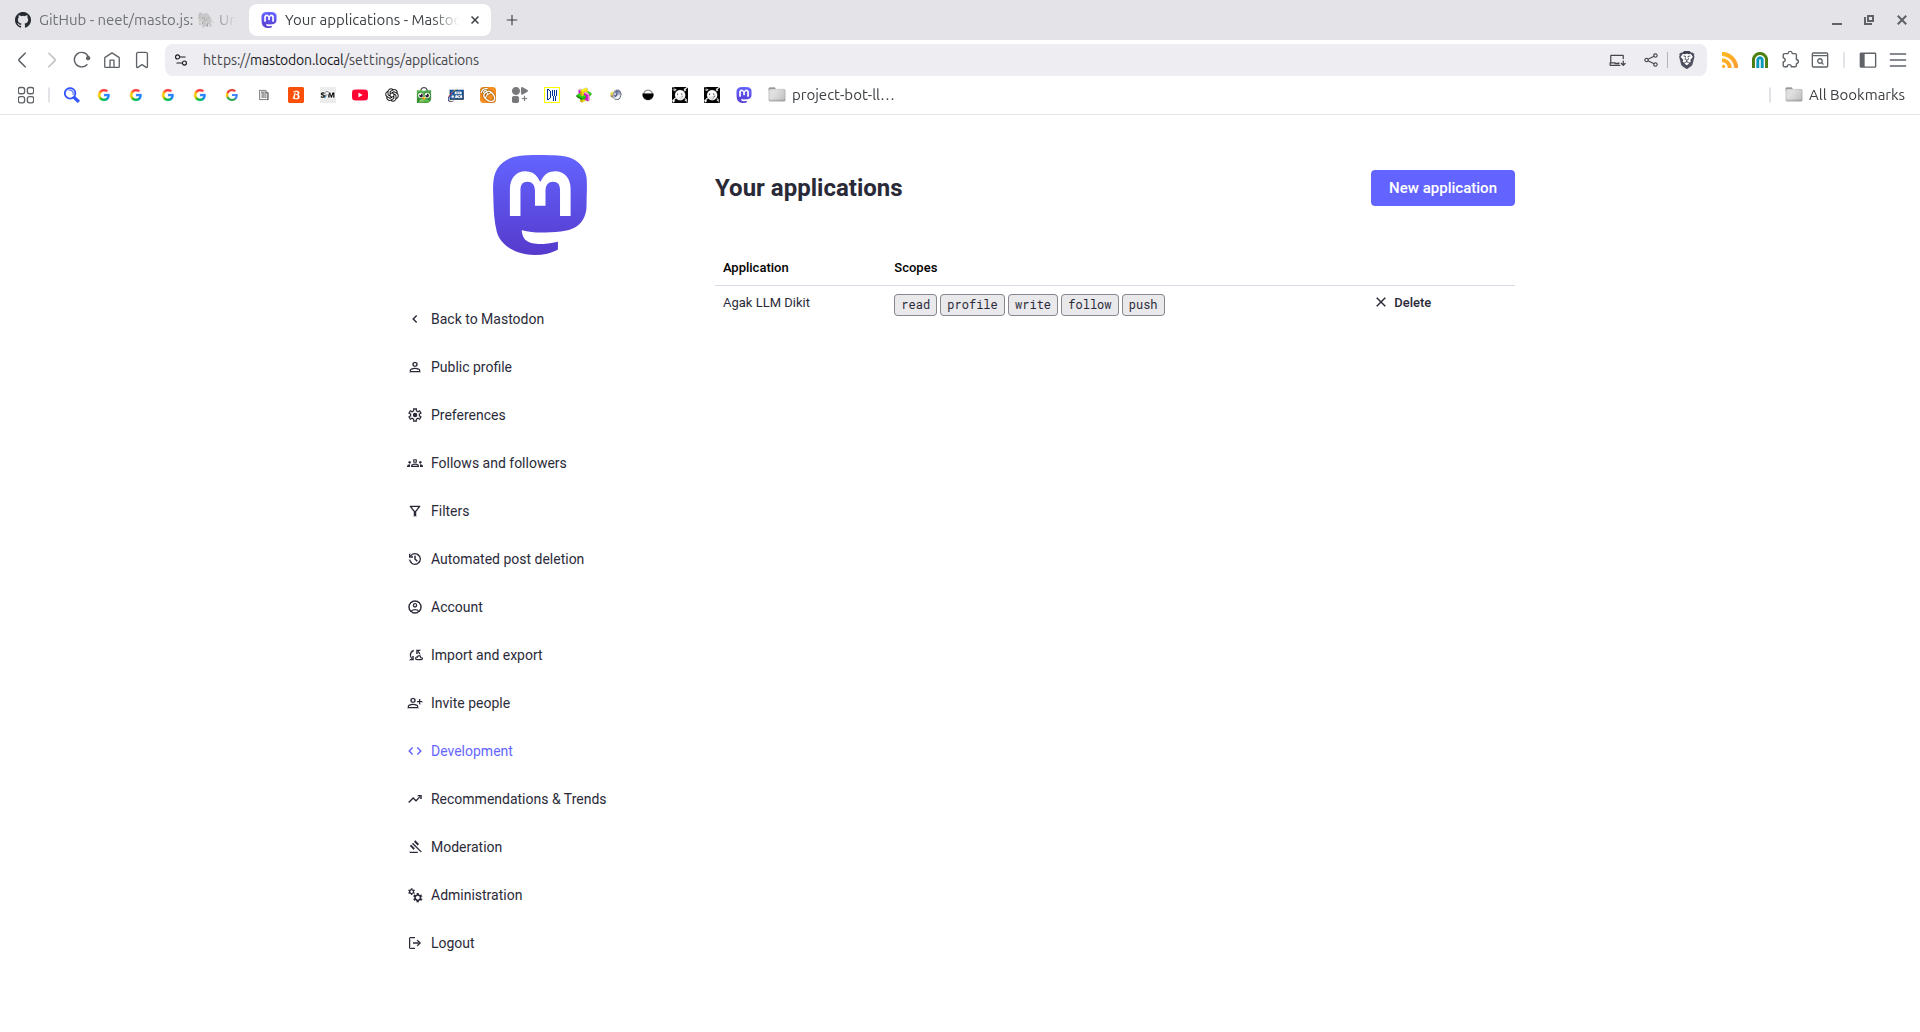 GitHub - neet/masto.js: 🐘 Un
Your applications - Masto
https://mastodon.local/settings/applications
project-bot-ll…
All Bookmarks
Your applications
New application
Application Scopes
Agak LLM Dikit read profile write follow push Delete
Back to Mastodon
Public profile
Preferences
Follows and followers
Filters
Automated post deletion
Account
Import and export
Invite people
Development
Recommendations & Trends
Moderation
Administration
Logout